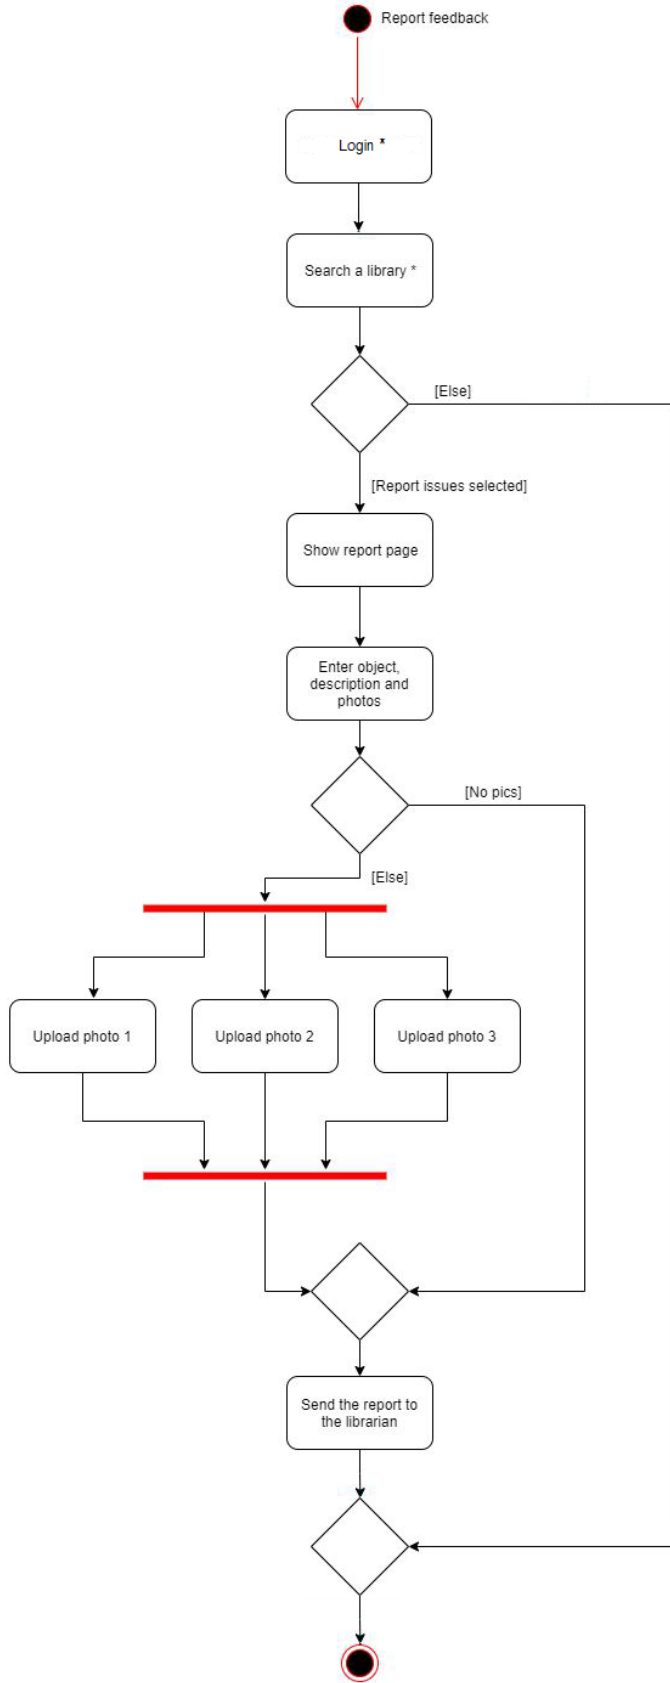 Report feedback
Login *
Search a library *
[Else]
[Report issues selected]
Show report page
Enter object,
description and
photos
[No pics]
[Else]
Upload photo 1
Upload photo 2
Upload photo 3
Send the report to
the librarian